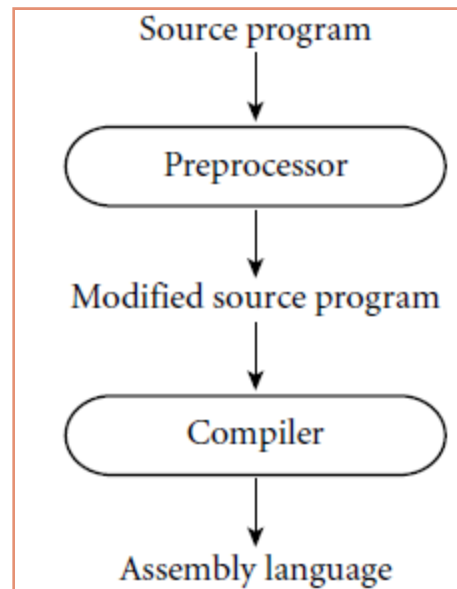 Source program
Preprocessor
Modified source program
Compiler
Assembly language